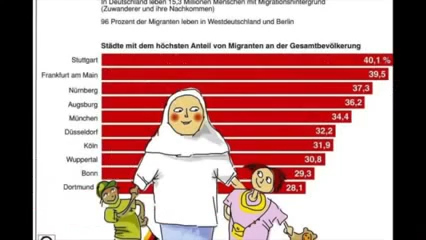 In Deutschland leben 15,3 Millionen Menschen mit Migrationshintergrund
(Zuwanderer und ihre Nachkommen)
96 Prozent der Migranten leben in Westdeutschland und Berlin
Städte mit dem höchsten Anteil von Migranten an der Gesamtbevölkerung
Stuttgart 40,1 %
Frankfurt am Main 39,5
Nürnberg 37,3
Augsburg 36,2
München 34,4
Düsseldorf 32,2
Köln 31,9
Wuppertal 30,8
Bonn 29,3
Dortmund 28,1